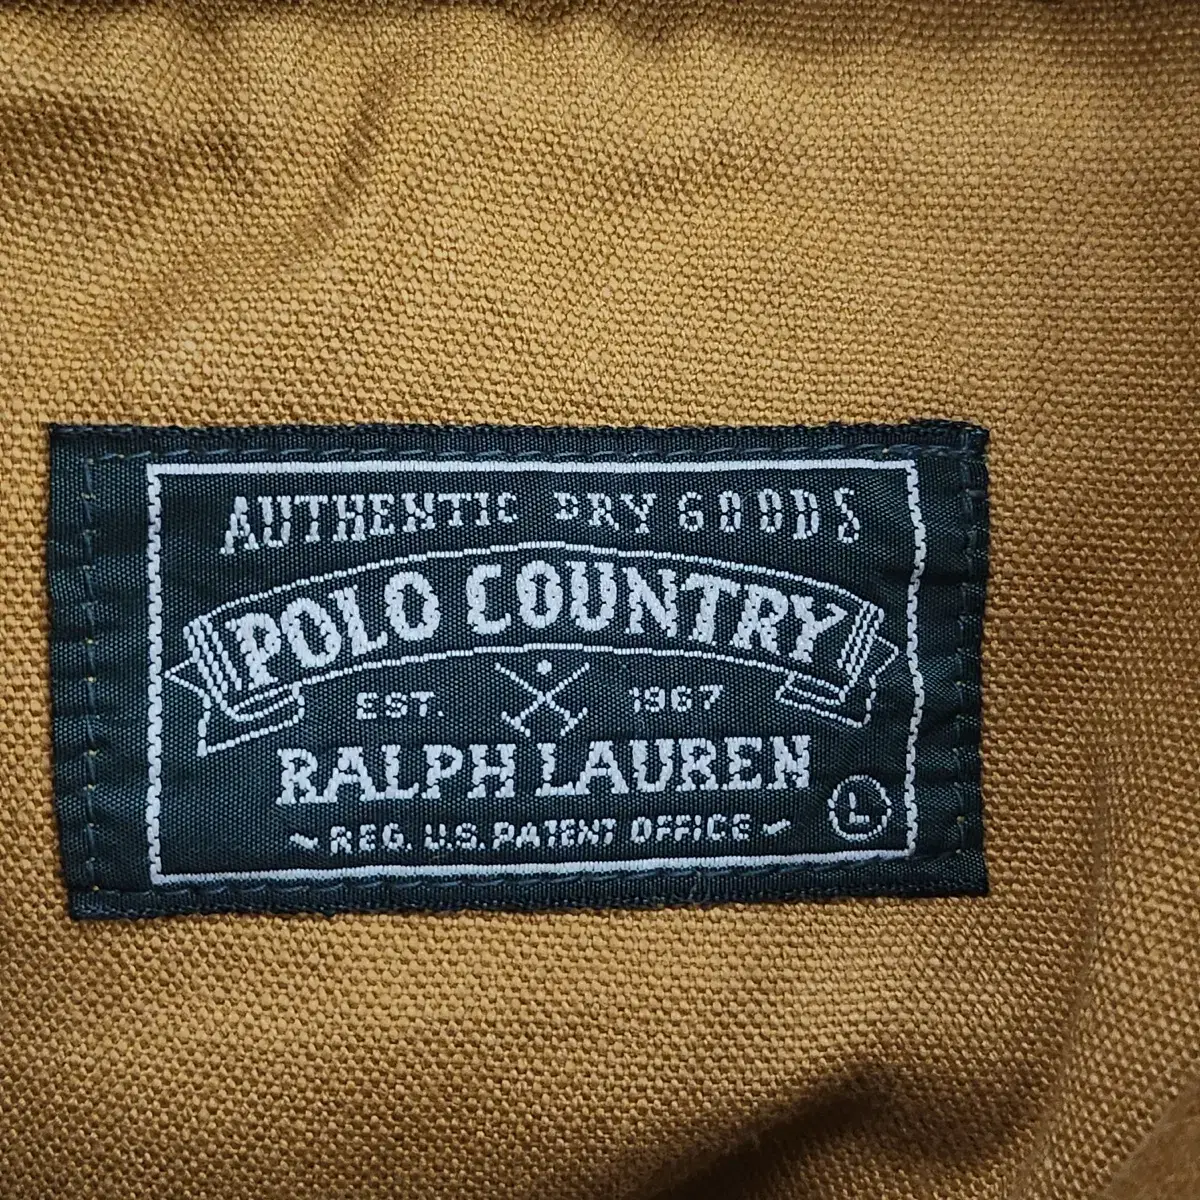 AUTHENTIC DRY GOODS
POLO COUNTRY
EST. 1967
RALPH LAUREN
L
REG. U.S. PATENT OFFICE